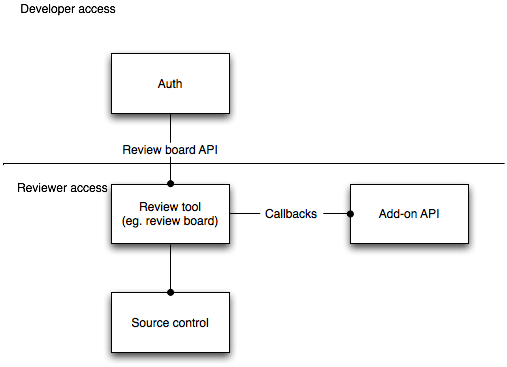 Developer access
Auth
Review board API
Reviewer access
Review tool
(eg. review board)
Callbacks
Add-on API
Source control